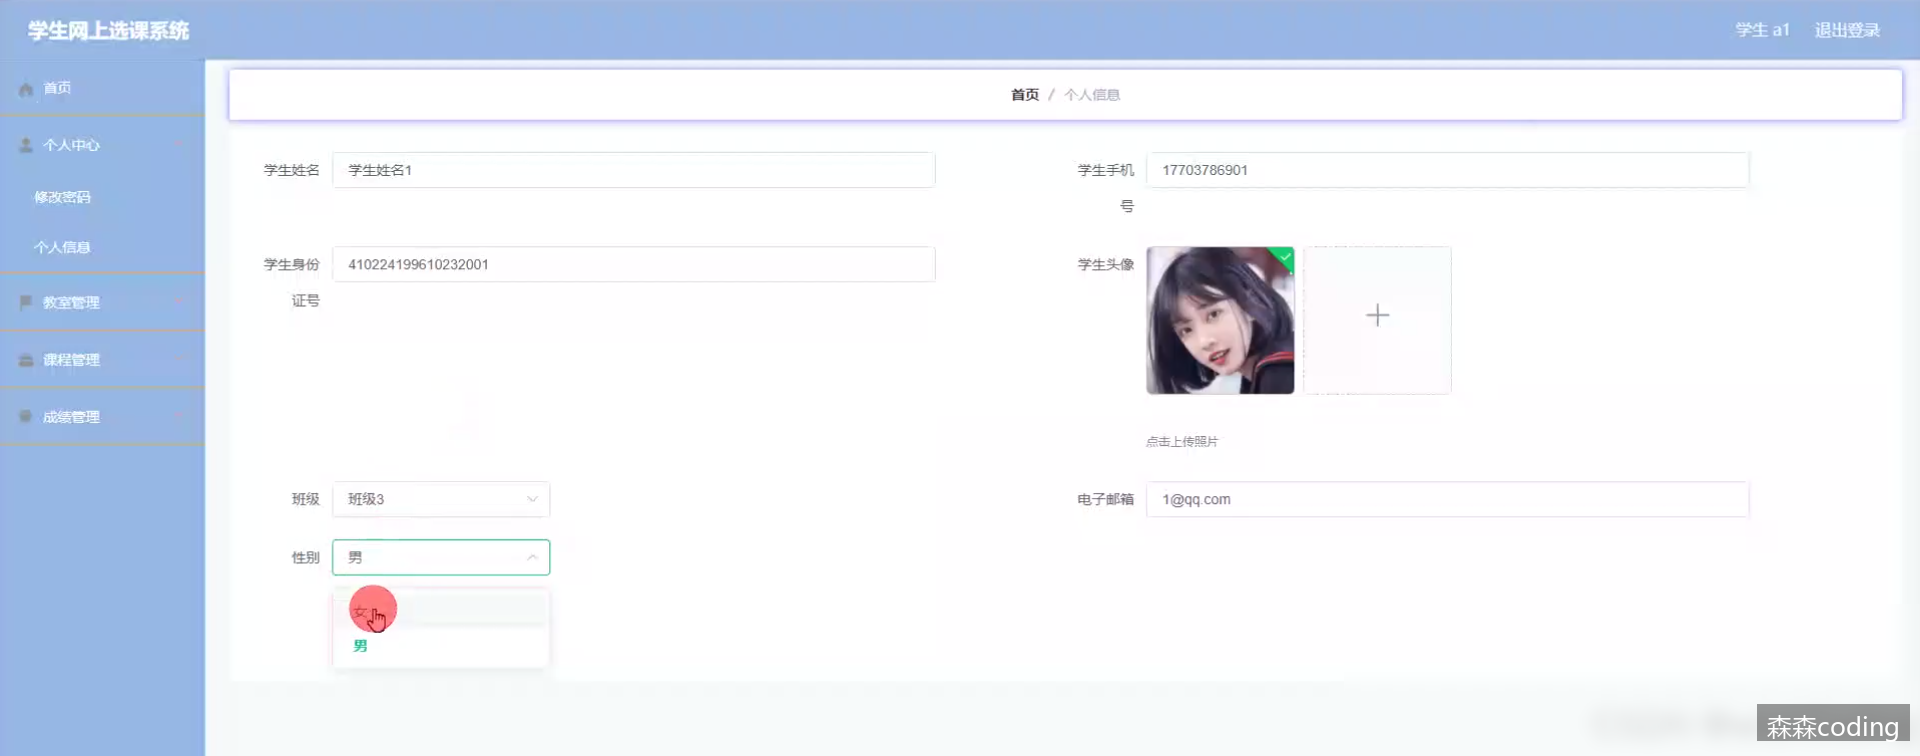 学生网上选课系统
学生 a1 退出登录
首页
首页 / 个人信息
个人中心
修改密码
个人信息
教室管理
课程管理
成绩管理
学生姓名 学生姓名1
学生手机号 17703786901
学生身份证号 410224199610232001
学生头像
点击上传照片
班级 班级3
电子邮箱 1@qq.com
性别 男
女
男
森森coding